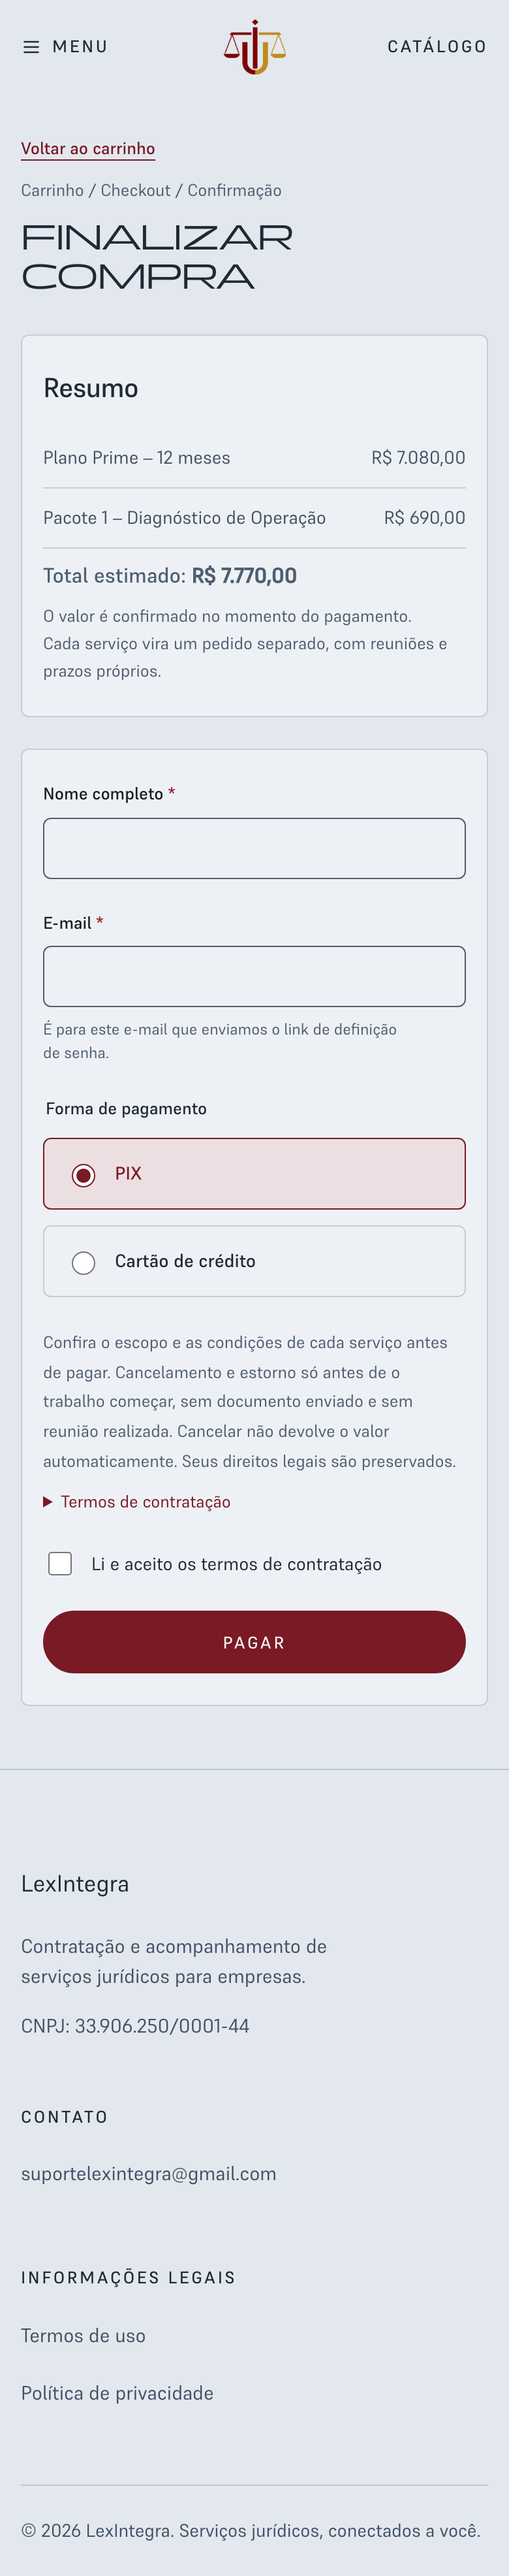 MENU
CATÁLOGO
Voltar ao carrinho
Carrinho / Checkout / Confirmação
FINALIZAR
COMPRA
Resumo
Plano Prime – 12 meses R$ 7.080,00
Pacote 1 – Diagnóstico de Operação R$ 690,00
Total estimado: R$ 7.770,00
O valor é confirmado no momento do pagamento.
Cada serviço vira um pedido separado, com reuniões e
prazos próprios.
Nome completo *
E-mail *
É para este e-mail que enviamos o link de definição
de senha.
Forma de pagamento
PIX
Cartão de crédito
Confira o escopo e as condições de cada serviço antes
de pagar. Cancelamento e estorno só antes de o
trabalho começar, sem documento enviado e sem
reunião realizada. Cancelar não devolve o valor
automaticamente. Seus direitos legais são preservados.
Termos de contratação
Li e aceito os termos de contratação
PAGAR
LexIntegra
Contratação e acompanhamento de
serviços jurídicos para empresas.
CNPJ: 33.906.250/0001-44
CONTATO
suportelexintegra@gmail.com
INFORMAÇÕES LEGAIS
Termos de uso
Política de privacidade
© 2026 LexIntegra. Serviços jurídicos, conectados a você.